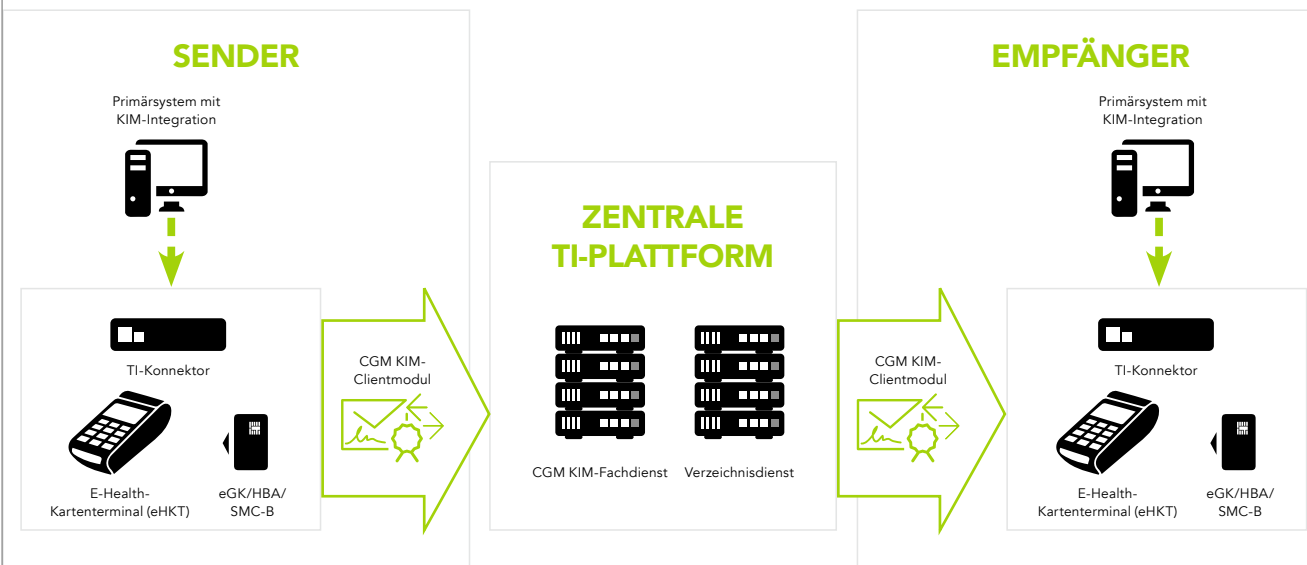 SENDER
Primärsystem mit
KIM-Integration
TI-Konnektor
E-Health-
Kartenterminal (eHKT)
eGK/HBA/
SMC-B
CGM KIM-
Clientmodul
ZENTRALE
TI-PLATTFORM
CGM KIM-Fachdienst
Verzeichnisdienst
CGM KIM-
Clientmodul
EMPFÄNGER
Primärsystem mit
KIM-Integration
TI-Konnektor
E-Health-
Kartenterminal (eHKT)
eGK/HBA/
SMC-B